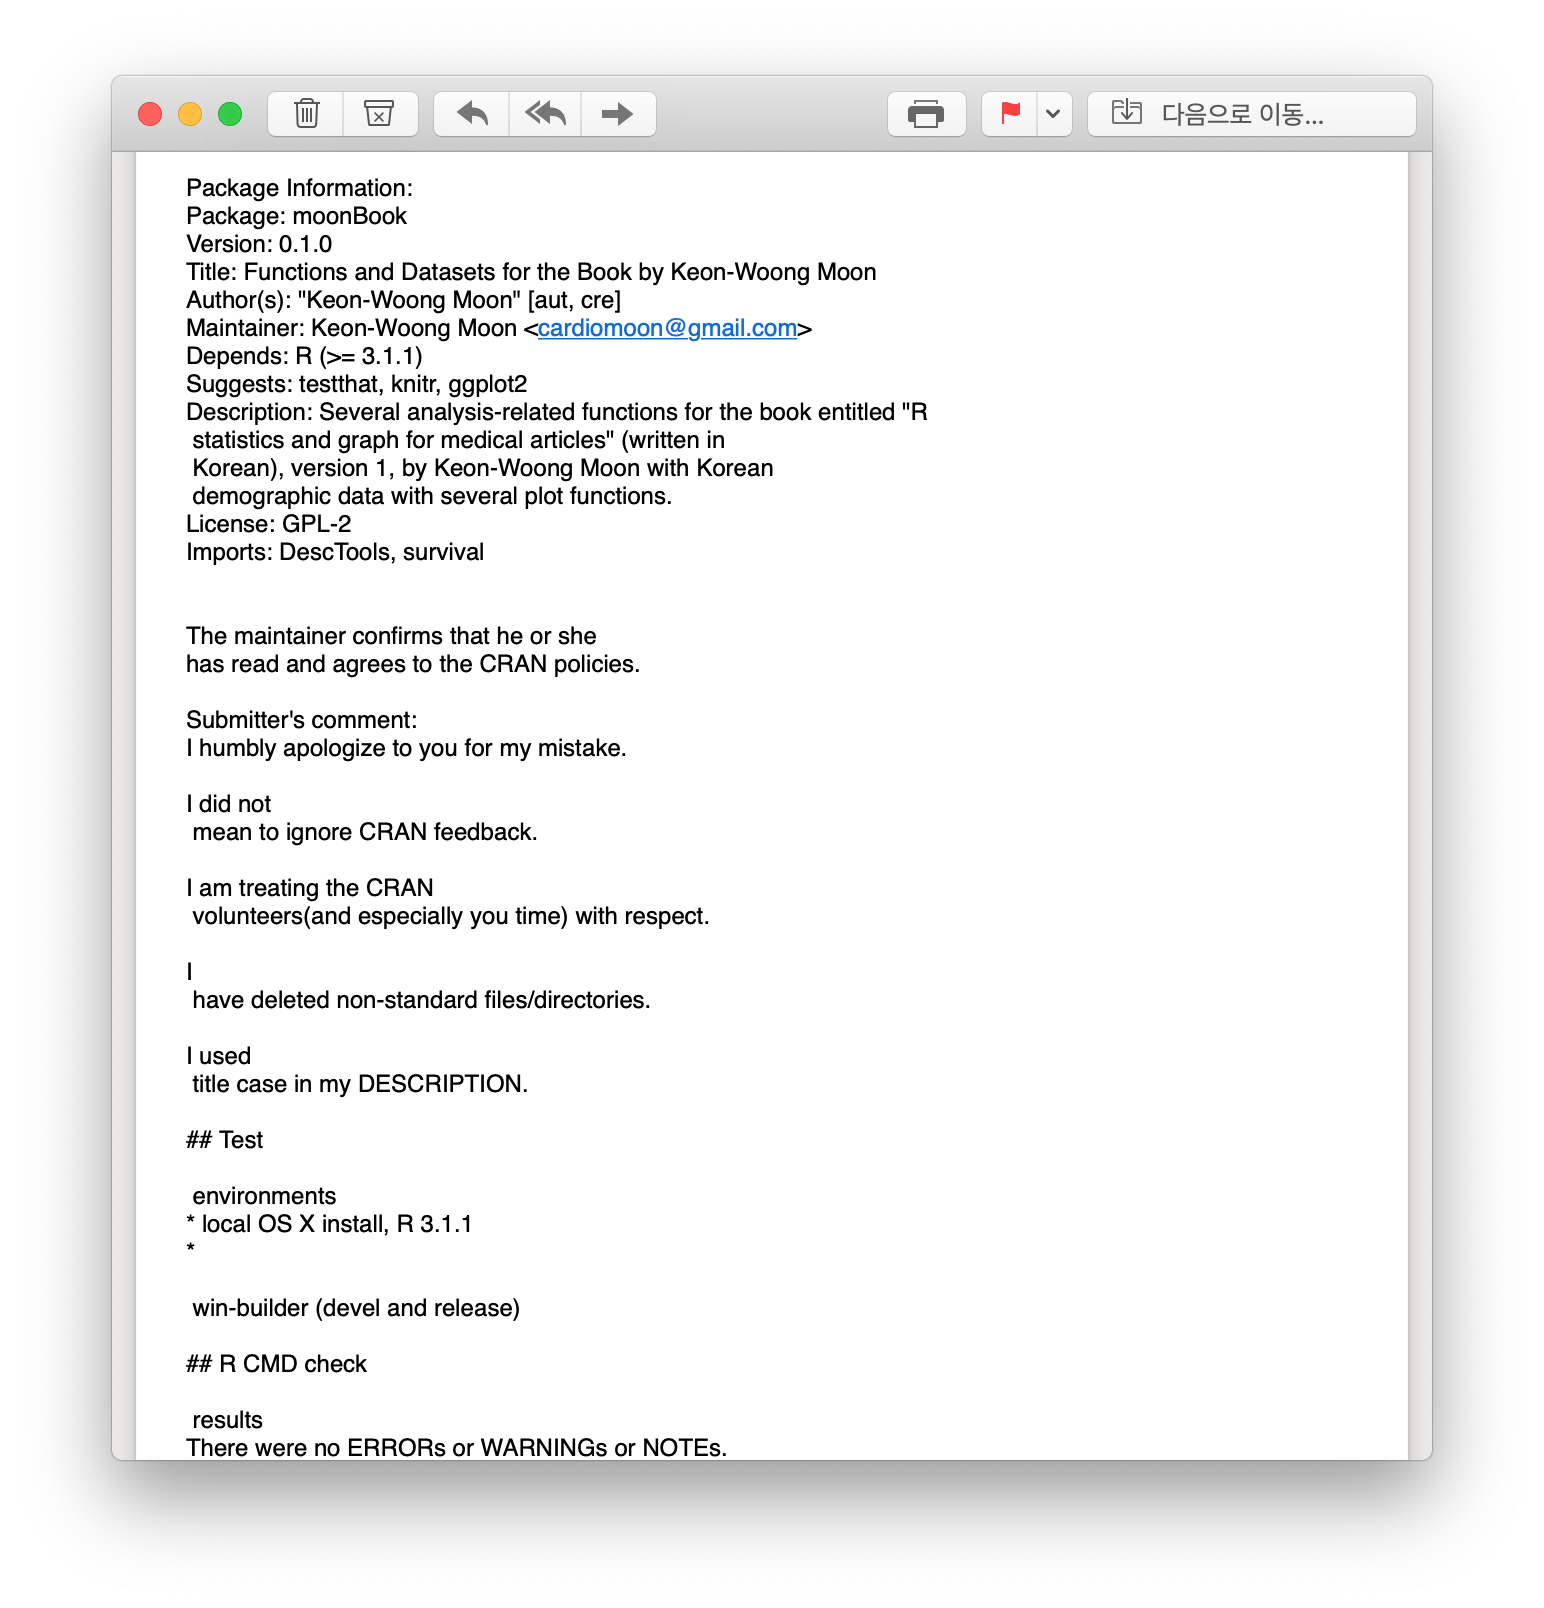 다음으로 이동...
Package Information:
Package: moonBook
Version: 0.1.0
Title: Functions and Datasets for the Book by Keon-Woong Moon
Author(s): "Keon-Woong Moon" [aut, cre]
Maintainer: Keon-Woong Moon <cardiomoon@gmail.com>
Depends: R (>= 3.1.1)
Suggests: testthat, knitr, ggplot2
Description: Several analysis-related functions for the book entitled "R
statistics and graph for medical articles" (written in
Korean), version 1, by Keon-Woong Moon with Korean
demographic data with several plot functions.
License: GPL-2
Imports: DescTools, survival
The maintainer confirms that he or she
has read and agrees to the CRAN policies.
Submitter's comment:
I humbly apologize to you for my mistake.
I did not
mean to ignore CRAN feedback.
I am treating the CRAN
volunteers(and especially you time) with respect.
I
have deleted non-standard files/directories.
I used
title case in my DESCRIPTION.
## Test
environments
* local OS X install, R 3.1.1
*
win-builder (devel and release)
## R CMD check
results
There were no ERRORs or WARNINGs or NOTEs.